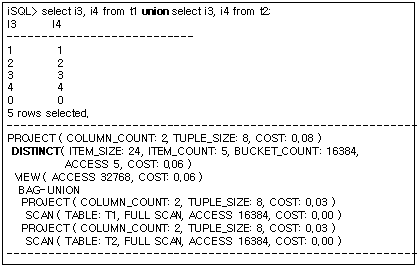 iSQL> select i3, i4 from t1 union select i3, i4 from t2;
I3 I4
-----------------------------
1 1
2 2
3 3
4 4
0 0
5 rows selected.
------------------------------------------------------------
PROJECT ( COLUMN_COUNT: 2, TUPLE_SIZE: 8, COST: 0.08 )
DISTINCT( ITEM_SIZE: 24, ITEM_COUNT: 5, BUCKET_COUNT: 16384,
ACCESS 5, COST: 0.06 )
VIEW ( ACCESS 32768, COST: 0.06 )
BAG-UNION
PROJECT ( COLUMN_COUNT: 2, TUPLE_SIZE: 8, COST: 0.03 )
SCAN ( TABLE: T1, FULL SCAN, ACCESS 16384, COST: 0.00 )
PROJECT ( COLUMN_COUNT: 2, TUPLE_SIZE: 8, COST: 0.03 )
SCAN ( TABLE: T2, FULL SCAN, ACCESS 16384, COST: 0.00 )
------------------------------------------------------------